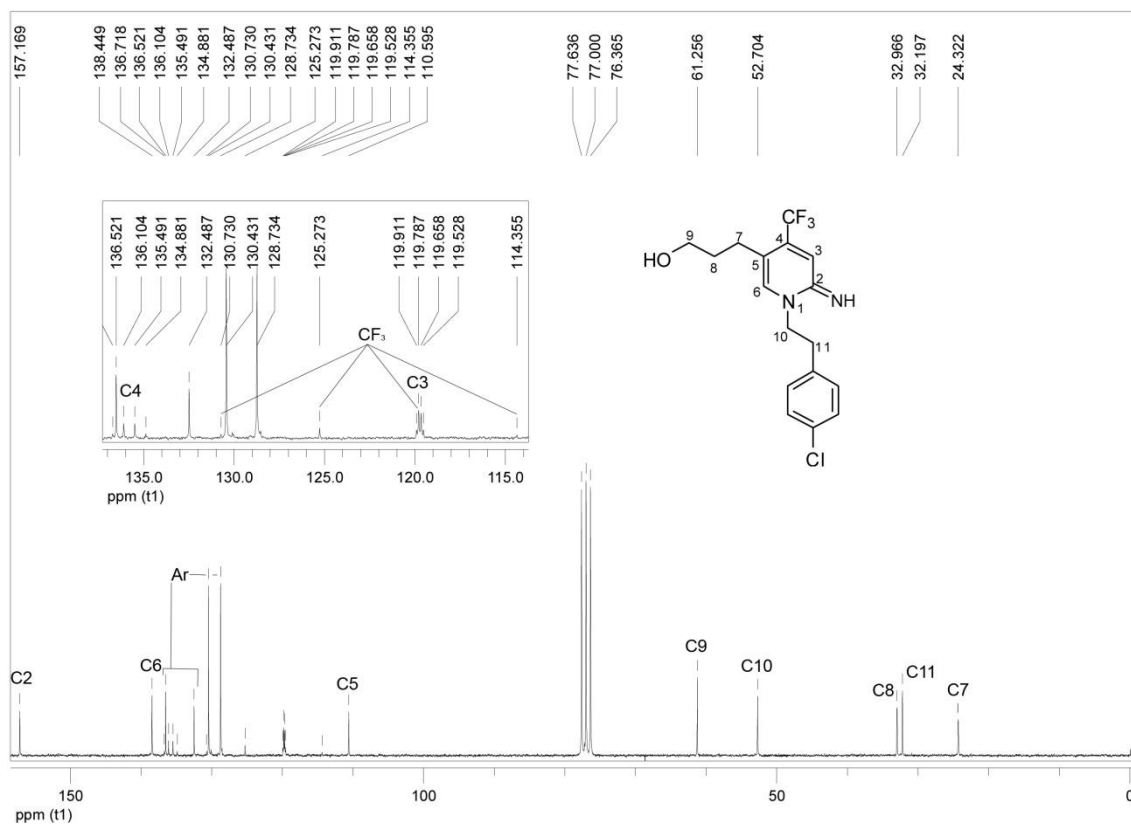 157.169
138.449
136.718
136.521
136.104
135.491
134.881
132.487
130.730
130.431
128.734
125.273
119.911
119.787
119.658
119.528
114.355
110.595
77.636
77.000
76.365
61.256
52.704
32.966
32.197
24.322
136.521
136.104
135.491
134.881
132.487
130.730
130.431
128.734
125.273
119.911
119.787
119.658
119.528
114.355
CF₃
C4
C3
135.0 130.0 125.0 120.0 115.0
ppm (t1)
CF₃
9 7 4 3
HO 8 5 2
6 N NH
1
10 11
Cl
Ar
C2
C6
C5
C9
C10
C8
C11
C7
150 100 50 0
ppm (t1)